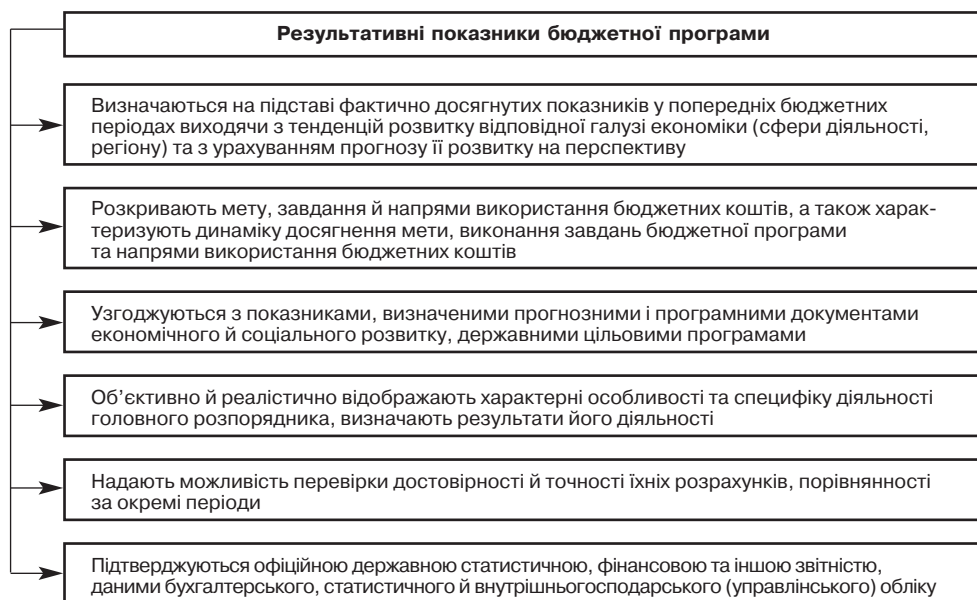 Результативні показники бюджетної програми
Визначаються на підставі фактично досягнутих показників у попередніх бюджетних
періодах виходячи з тенденцій розвитку відповідної галузі економіки (сфери діяльності,
регіону) та з урахуванням прогнозу її розвитку на перспективу
Розкривають мету, завдання й напрями використання бюджетних коштів, а також харак-
теризують динаміку досягнення мети, виконання завдань бюджетної програми
та напрями використання бюджетних коштів
Узгоджуються з показниками, визначеними прогнозними і програмними документами
економічного й соціального розвитку, державними цільовими програмами
Об’єктивно й реалістично відображають характерні особливості та специфіку діяльності
головного розпорядника, визначають результати його діяльності
Надають можливість перевірки достовірності й точності їхніх розрахунків, порівнянності
за окремі періоди
Підтверджуються офіційною державною статистичною, фінансовою та іншою звітністю,
даними бухгалтерського, статистичного й внутрішньогосподарського (управлінського) обліку